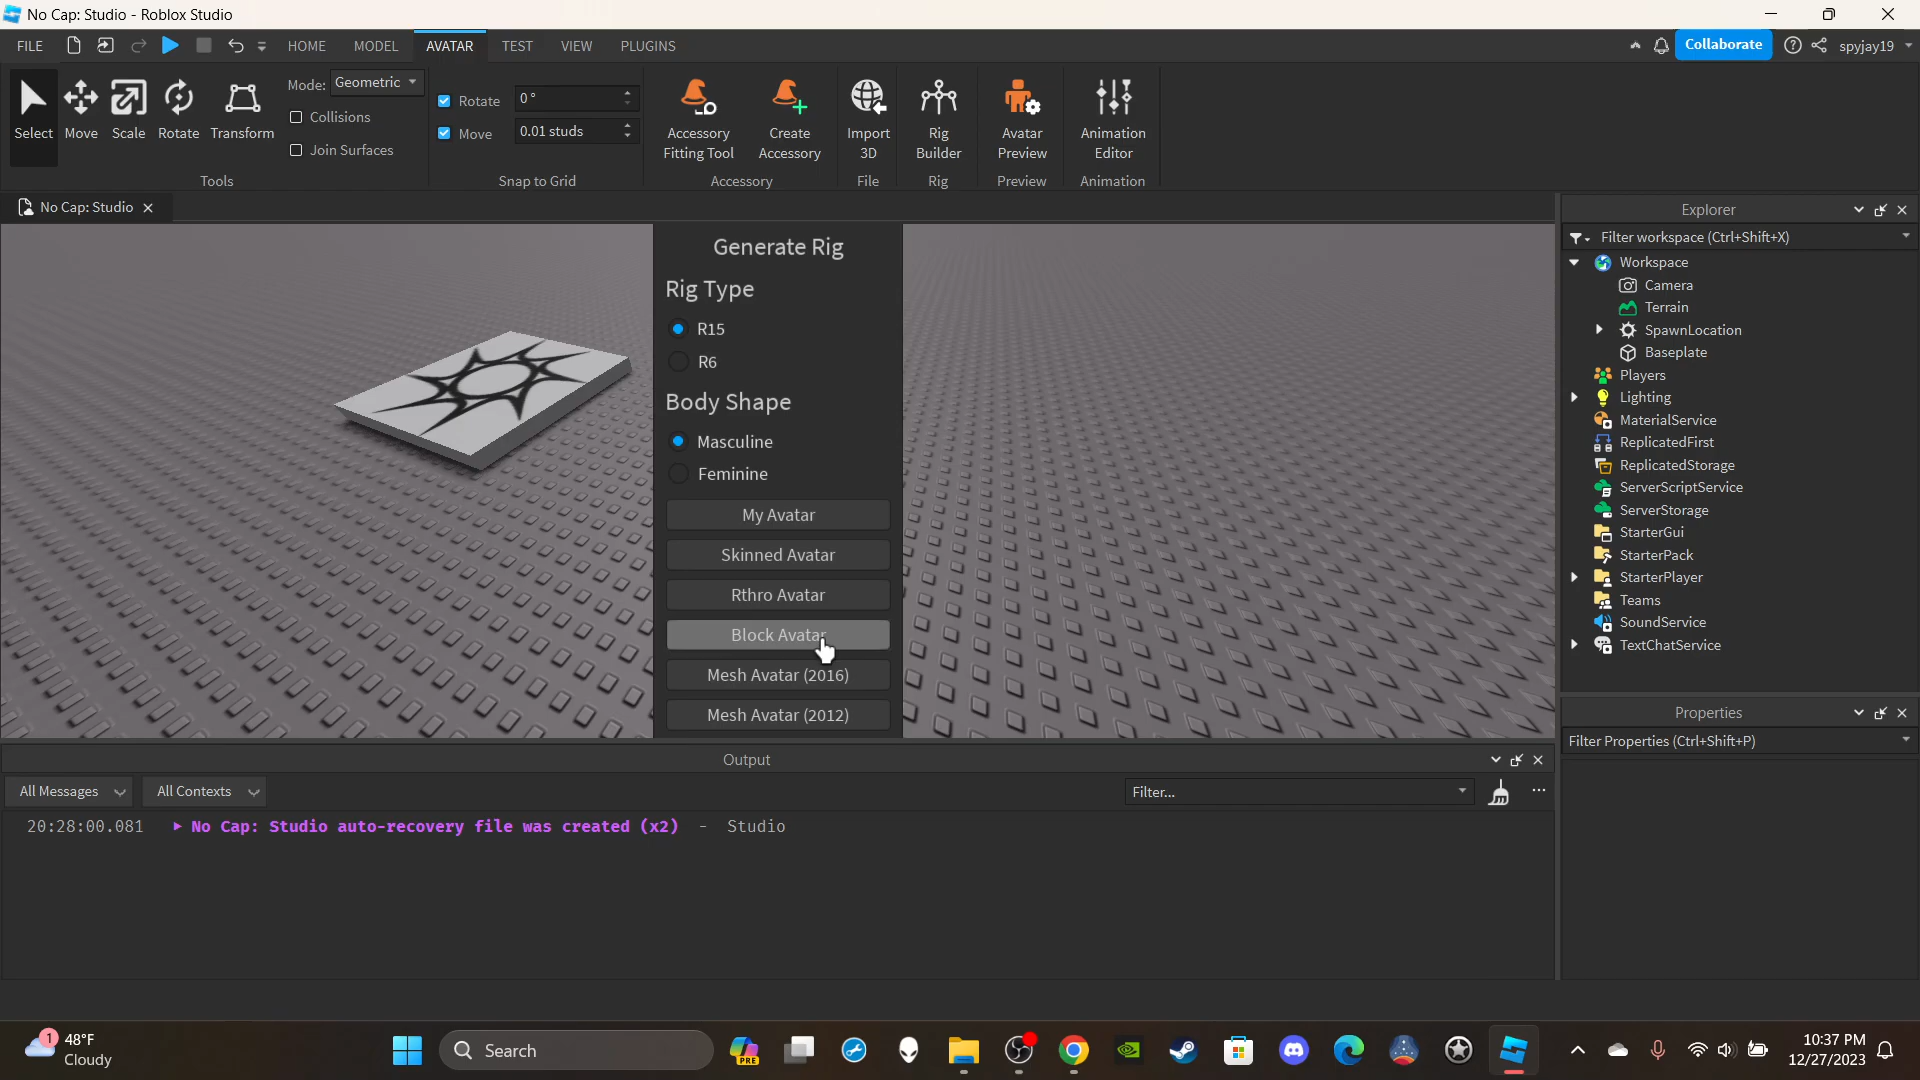 No Cap: Studio - Roblox Studio
FILE HOME MODEL AVATAR TEST VIEW PLUGINS Collaborate spyjay19
Select Move Scale Rotate Transform
Mode: Geometric
Collisions
Join Surfaces
Tools
Rotate 0 °
Move 0.01 studs
Snap to Grid
Accessory Fitting Tool
Create Accessory
Accessory
Import 3D
File
Rig Builder
Rig
Avatar Preview
Preview
Animation Editor
Animation
No Cap: Studio
Generate Rig
Rig Type
R15
R6
Body Shape
Masculine
Feminine
My Avatar
Skinned Avatar
Rthro Avatar
Block Avatar
Mesh Avatar (2016)
Mesh Avatar (2012)
Explorer
Filter workspace (Ctrl+Shift+X)
Workspace
Camera
Terrain
SpawnLocation
Baseplate
Players
Lighting
MaterialService
ReplicatedFirst
ReplicatedStorage
ServerScriptService
ServerStorage
StarterGui
StarterPack
StarterPlayer
Teams
SoundService
TextChatService
Properties
Filter Properties (Ctrl+Shift+P)
Output
All Messages All Contexts Filter...
20:28:00.081 No Cap: Studio auto-recovery file was created (x2) - Studio
1
48°F
Cloudy
Search
PRE
10:37 PM
12/27/2023